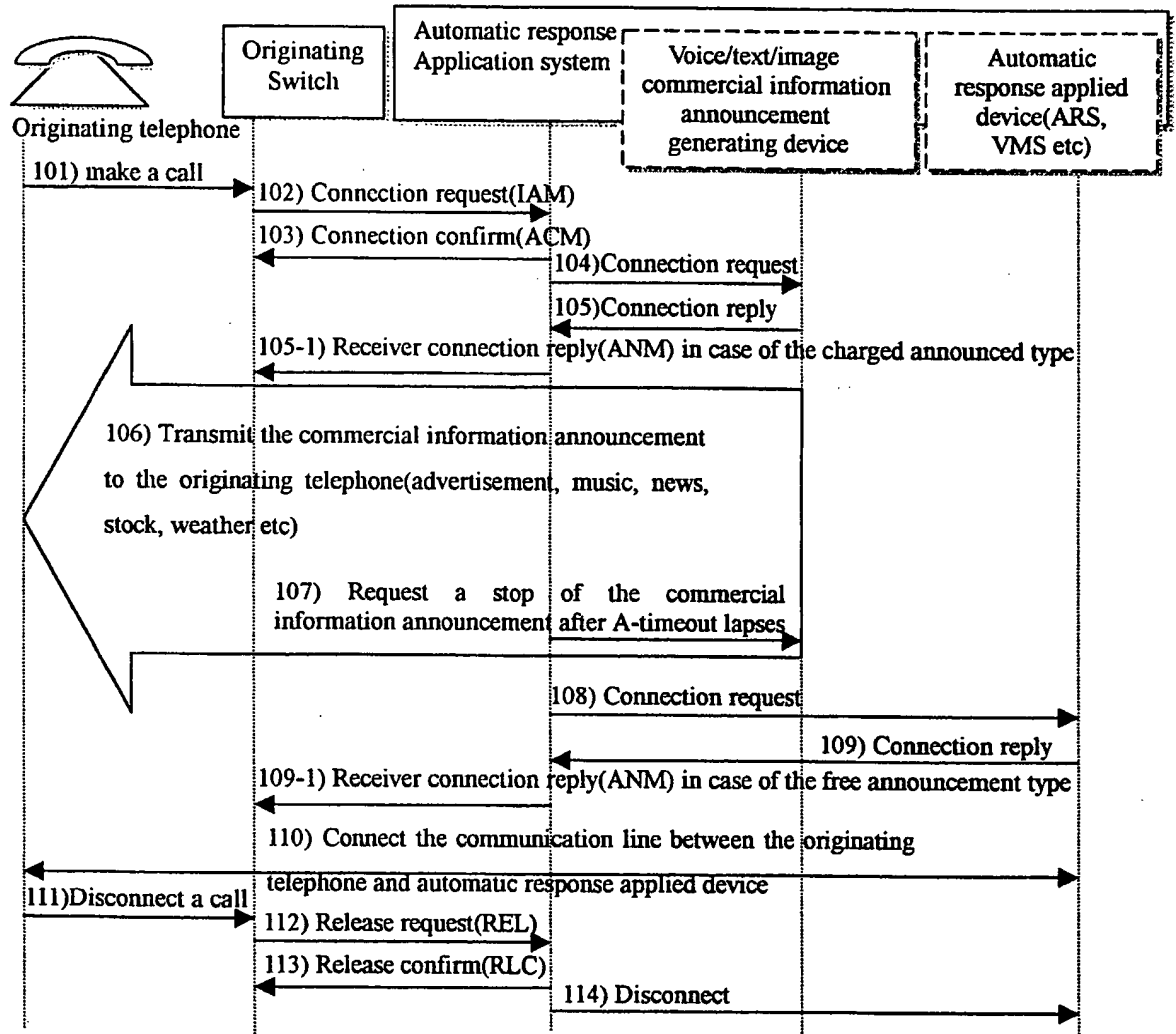 Originating telephone
Originating
Switch
Automatic response
Application system
Voice/text/image
commercial information
announcement
generating device
Automatic
response applied
device(ARS,
VMS etc)
101) make a call
102) Connection request(IAM)
103) Connection confirm(ACM)
104)Connection request
105)Connection reply
105-1) Receiver connection reply(ANM) in case of the charged announced type
106) Transmit the commercial information announcement
to the originating telephone(advertisement, music, news,
stock, weather etc)
107) Request a stop of the commercial
information announcement after A-timeout lapses
108) Connection request
109) Connection reply
109-1) Receiver connection reply(ANM) in case of the free announcement type
110) Connect the communication line between the originating
telephone and automatic response applied device
111)Disconnect a call
112) Release request(REL)
113) Release confirm(RLC)
114) Disconnect